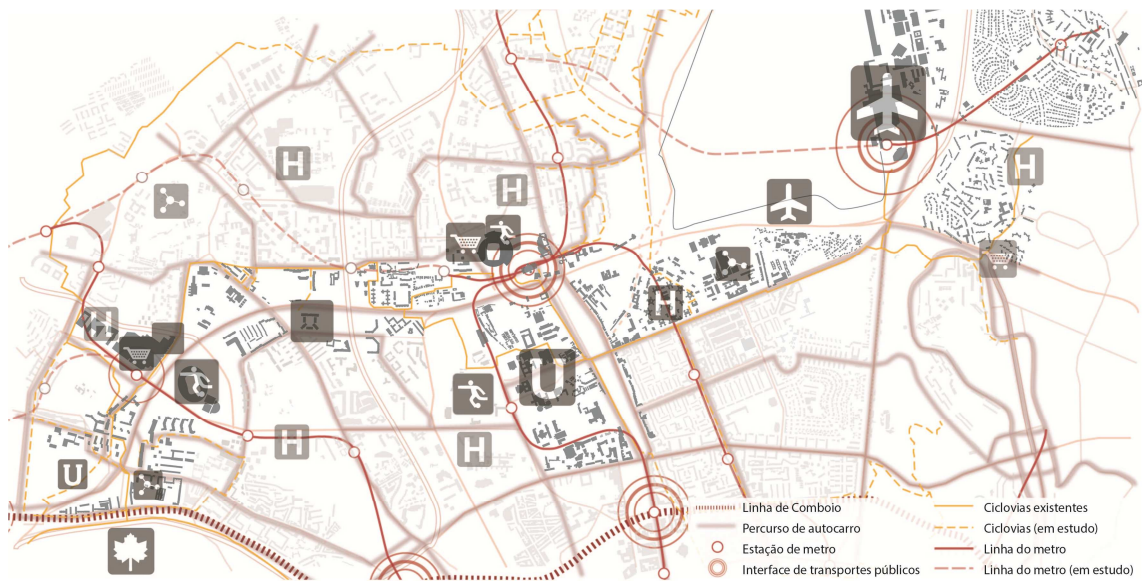 H
H
H
H
H
U
H
H
U
Linha de Comboio
Percurso de autocarro
Estação de metro
Interface de transportes públicos
Ciclovias existentes
Ciclovias (em estudo)
Linha do metro
Linha do metro (em estudo)